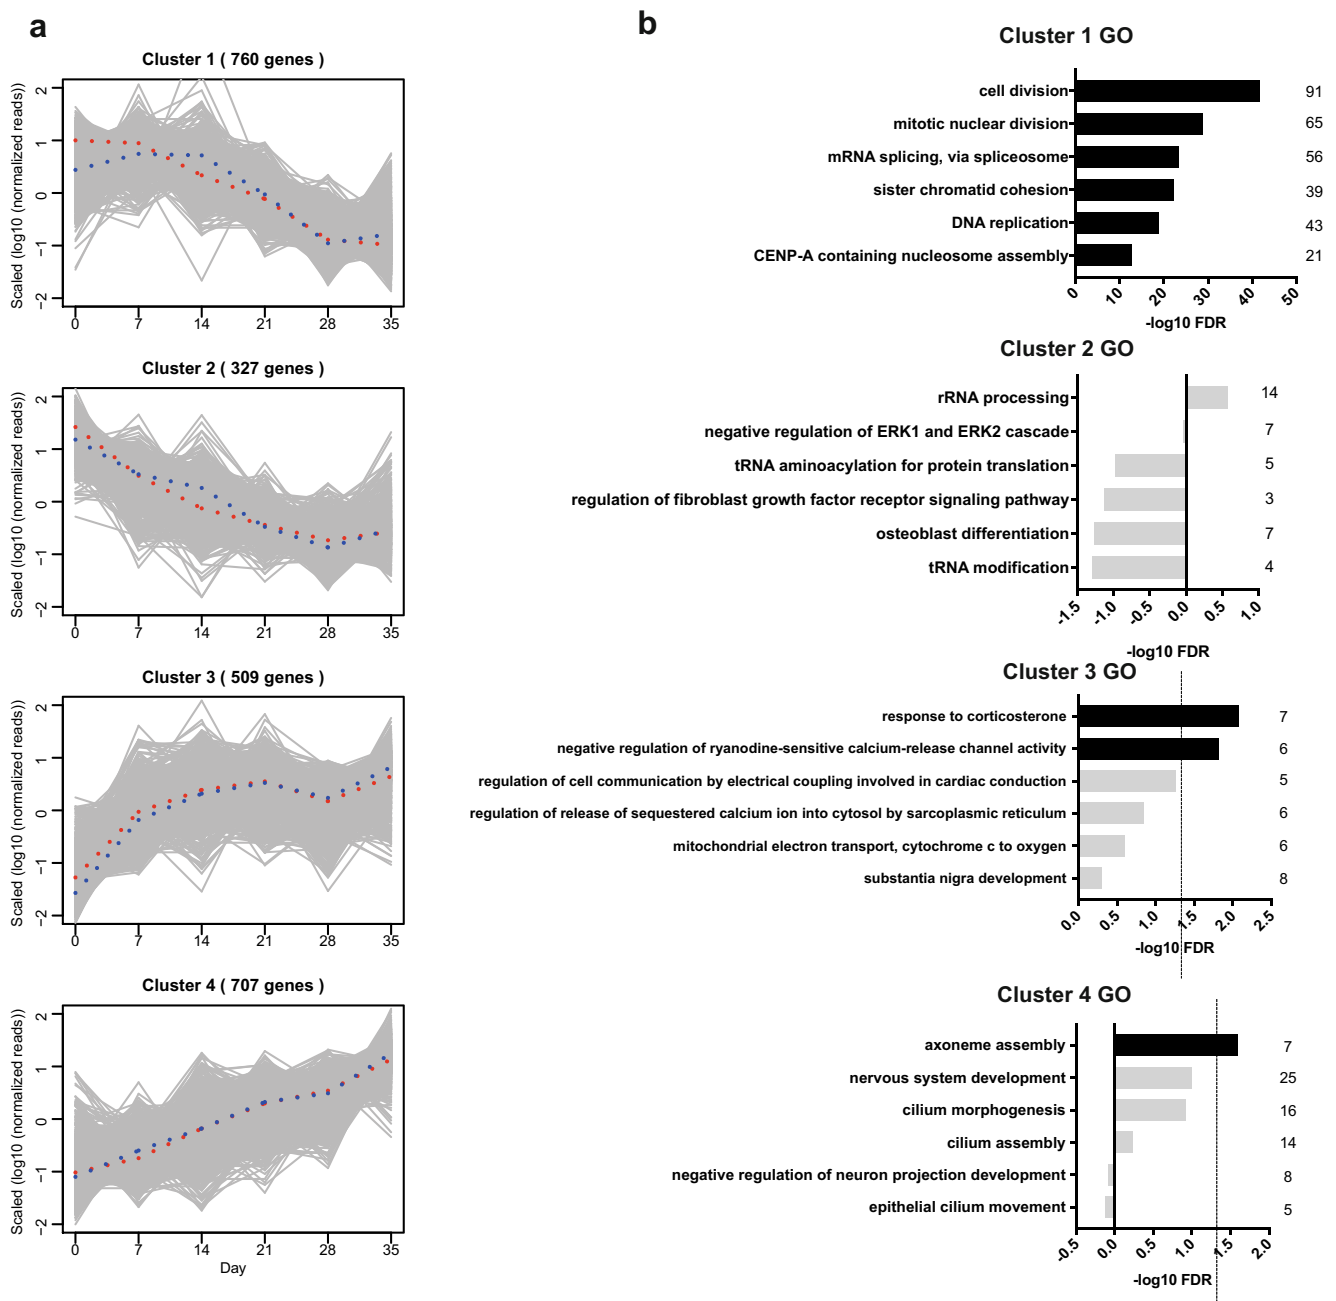 a
Cluster 1 ( 760 genes )
Scaled (log10 (normalized reads))
2
1
0
−1
−2
0 7 14 21 28 35
Cluster 2 ( 327 genes )
Scaled (log10 (normalized reads))
2
1
0
−1
−2
0 7 14 21 28 35
Cluster 3 ( 509 genes )
Scaled (log10 (normalized reads))
2
1
0
−1
−2
0 7 14 21 28 35
Cluster 4 ( 707 genes )
Scaled (log10 (normalized reads))
2
1
0
−1
−2
0 7 14 21 28 35
Day
b
Cluster 1 GO
cell division 91
mitotic nuclear division 65
mRNA splicing, via spliceosome 56
sister chromatid cohesion 39
DNA replication 43
CENP-A containing nucleosome assembly 21
0 10 20 30 40 50
-log10 FDR
Cluster 2 GO
rRNA processing 14
negative regulation of ERK1 and ERK2 cascade 7
tRNA aminoacylation for protein translation 5
regulation of fibroblast growth factor receptor signaling pathway 3
osteoblast differentiation 7
tRNA modification 4
-1.5 -1.0 -0.5 0.0 0.5 1.0
-log10 FDR
Cluster 3 GO
response to corticosterone 7
negative regulation of ryanodine-sensitive calcium-release channel activity 6
regulation of cell communication by electrical coupling involved in cardiac conduction 5
regulation of release of sequestered calcium ion into cytosol by sarcoplasmic reticulum 6
mitochondrial electron transport, cytochrome c to oxygen 6
substantia nigra development 8
0.0 0.5 1.0 1.5 2.0 2.5
-log10 FDR
Cluster 4 GO
axoneme assembly 7
nervous system development 25
cilium morphogenesis 16
cilium assembly 14
negative regulation of neuron projection development 8
epithelial cilium movement 5
-0.5 0.0 0.5 1.0 1.5 2.0
-log10 FDR